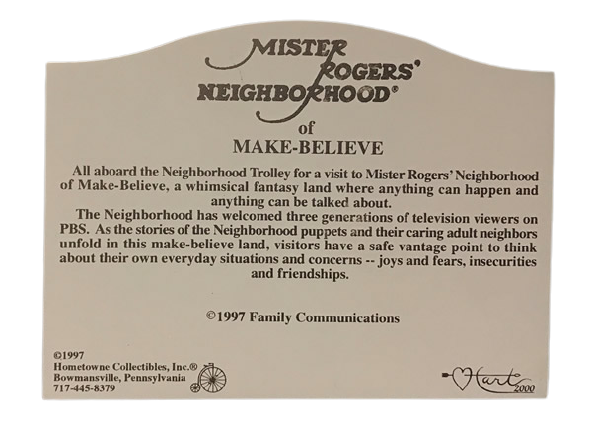 MISTER
ROGERS'
NEIGHBORHOOD®
of
MAKE-BELIEVE
All aboard the Neighborhood Trolley for a visit to Mister Rogers' Neighborhood
of Make-Believe, a whimsical fantasy land where anything can happen and
anything can be talked about.
The Neighborhood has welcomed three generations of television viewers on
PBS. As the stories of the Neighborhood puppets and their caring adult neighbors
unfold in this make-believe land, visitors have a safe vantage point to think
about their own everyday situations and concerns -- joys and fears, insecurities
and friendships.
©1997 Family Communications
©1997
Hometowne Collectibles, Inc.®
Bowmansville, Pennsylvania
717-445-8379
Hart
2000